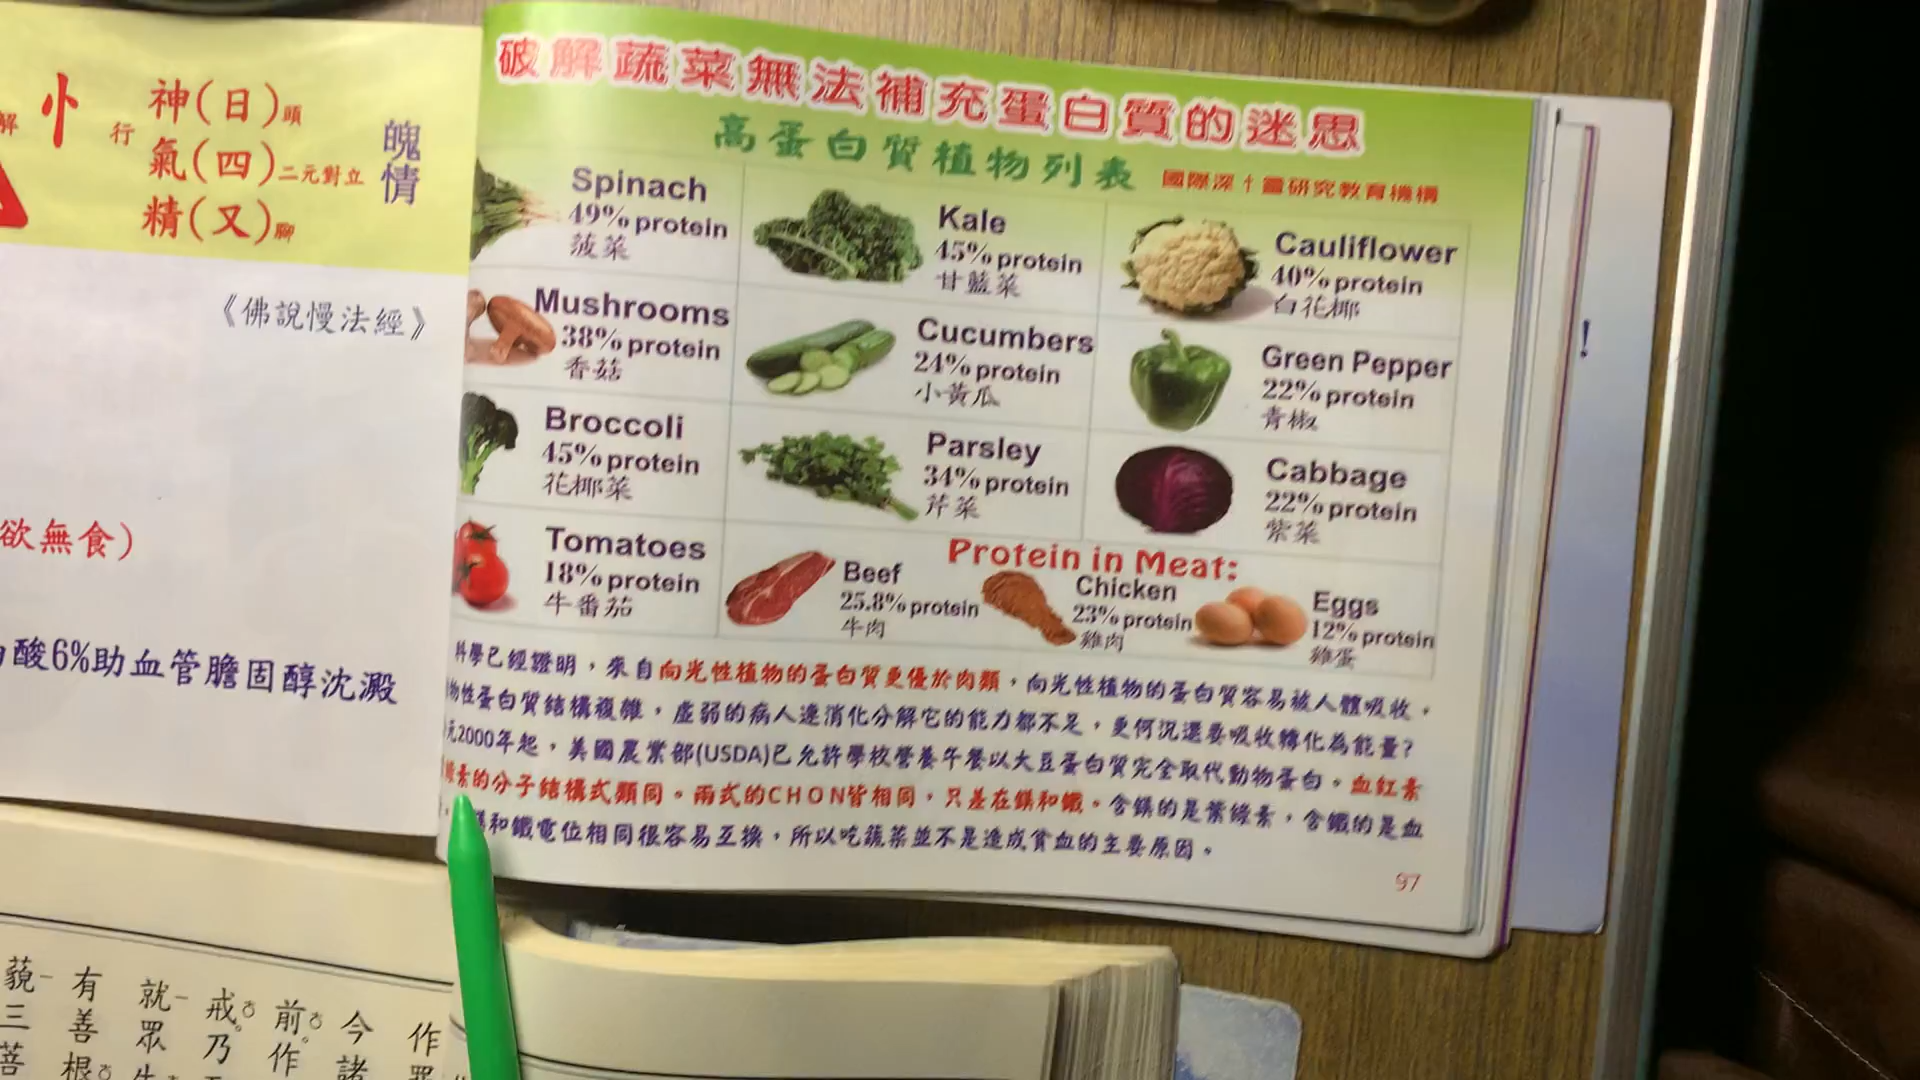 解
忄
行
神(日)頭
氣(四)二元對立
精(又)腳
魄情
《佛說慢法經》
欲無食)
酸6%助血管膽固醇沈澱
破解蔬菜無法補充蛋白質的迷思
高蛋白質植物列表
國際深忄靈研究教育機構
Spinach
49% protein
菠菜
Kale
45% protein
甘藍菜
Cauliflower
40% protein
白花椰
Mushrooms
38% protein
香菇
Cucumbers
24% protein
小黃瓜
Green Pepper
22% protein
青椒
Broccoli
45% protein
花椰菜
Parsley
34% protein
芹菜
Cabbage
22% protein
紫菜
Tomatoes
18% protein
牛番茄
Protein in Meat:
Beef
25.8% protein
牛肉
Chicken
23% protein
雞肉
Eggs
12% protein
雞蛋
科學已經證明，來自向光性植物的蛋白質更優於肉類，向光性植物的蛋白質容易被人體吸收，
物性蛋白質結構複雜，虛弱的病人連消化分解它的能力都不足，更何況還要吸收轉化為能量?
元2000年起，美國農業部(USDA)已允許學校營養午餐以大豆蛋白質完全取代動物蛋白。血紅素
綠素的分子結構式類同。兩式的CHON皆相同，只差在鎂和鐵。含鎂的是葉綠素，含鐵的是血
鎂和鐵電位相同很容易互換，所以吃蔬菜並不是造成貧血的主要原因。
97
!
作
今諸
前作
戒乃
就眾
有善根
藐三菩